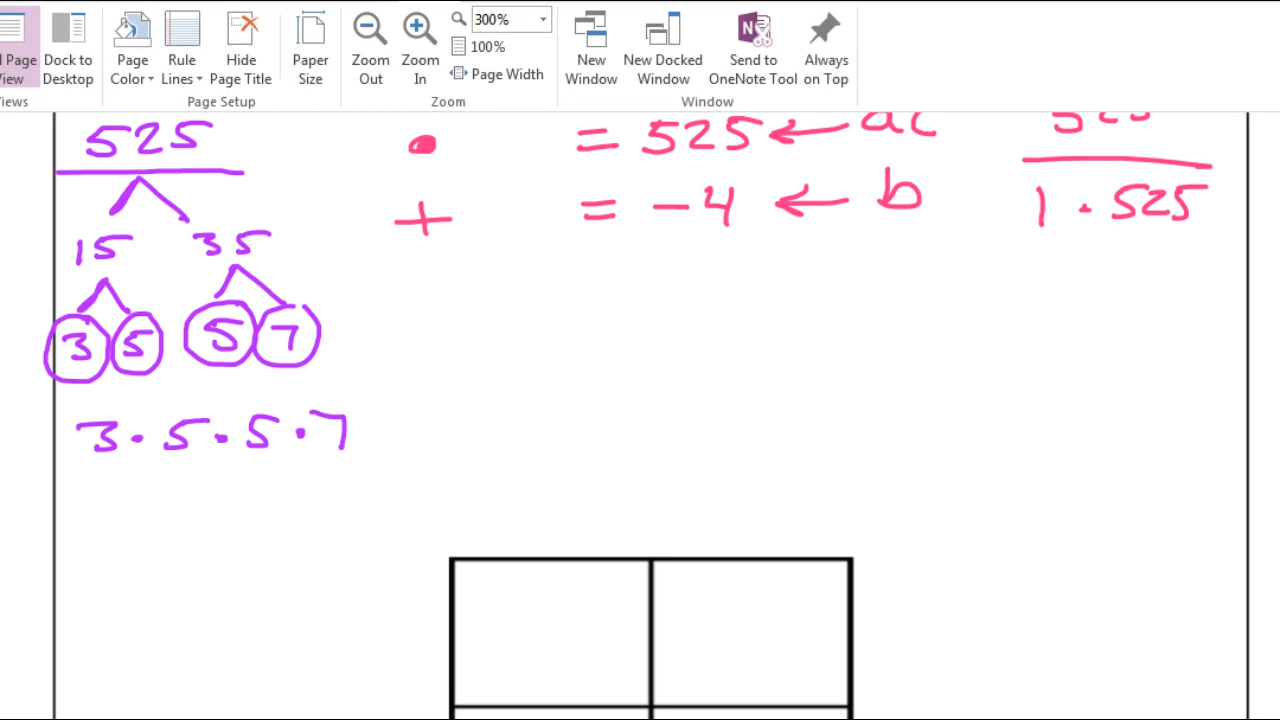 Page View
Dock to Desktop
Page Color
Rule Lines
Hide Page Title
Paper Size
Zoom Out
Zoom In
300%
100%
Page Width
New Window
New Docked Window
Send to OneNote Tool
Always on Top
Page Setup
Zoom
Window
525
• = 525 ← ac
525
+ = -4 ← b
1 · 525
15 35
3 5 5 7
3 · 5 · 5 · 7